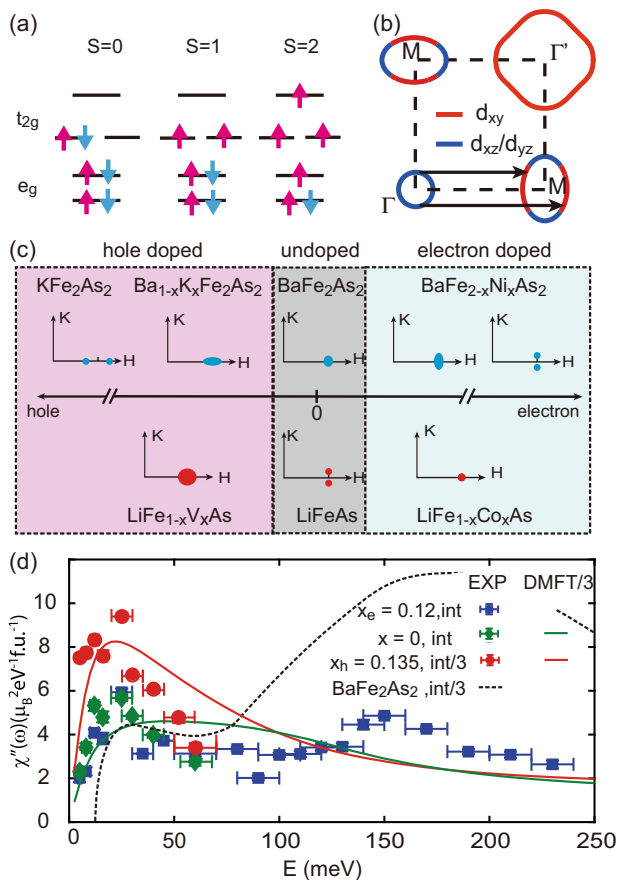 (a)
S=0 S=1 S=2
t2g
eg
(b)
M
Γ'
dxy
dxz/dyz
Γ
M
(c)
hole doped undoped electron doped
KFe2As2 Ba1-xKxFe2As2 BaFe2As2 BaFe2-xNixAs2
K H K H K H K H K H
hole 0 electron
K H K H K H
LiFe1-xVxAs LiFeAs LiFe1-xCoxAs
(d)
EXP DMFT/3
xe = 0.12,int
x = 0, int
xh = 0.135, int/3
BaFe2As2 ,int/3
χ″(ω)(μB²eV⁻¹f.u.⁻¹)
10
8
6
4
2
0
0 50 100 150 200 250
E (meV)